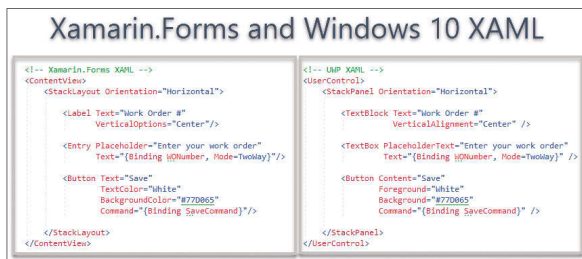 Xamarin.Forms and Windows 10 XAML
<!-- Xamarin.Forms XAML -->
<ContentView>
<StackLayout Orientation="Horizontal">
<Label Text="Work Order #"
VerticalOptions="Center"/>
<Entry Placeholder="Enter your work order"
Text="{Binding WONumber, Mode=TwoWay}"/>
<Button Text="Save"
TextColor="White"
BackgroundColor="#77D065"
Command="{Binding SaveCommand}"/>
</StackLayout>
</ContentView>
<!-- UWP XAML -->
<UserControl>
<StackPanel Orientation="Horizontal">
<TextBlock Text="Work Order #"
VerticalAlignment="Center" />
<TextBox PlaceholderText="Enter your work order"
Text="{Binding WONumber, Mode=TwoWay}" />
<Button Content="Save"
Foreground="White"
Background="#77D065"
Command="{Binding SaveCommand}" />
</StackPanel>
</UserControl>